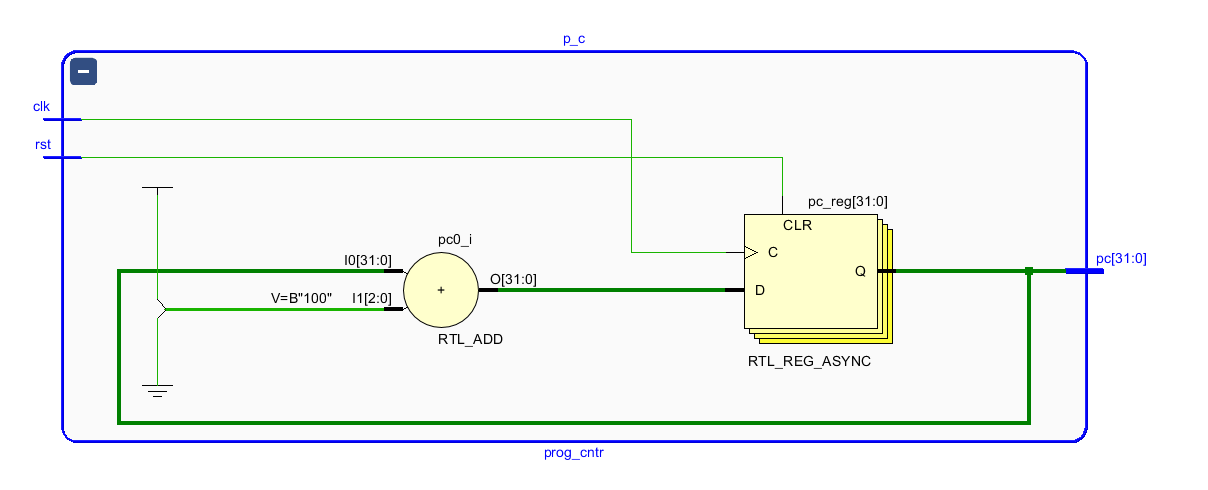 p_c
clk
rst
pc_reg[31:0]
CLR
pc0_i
C
I0[31:0]
pc[31:0]
Q
O[31:0]
D
V=B"100"
I1[2:0]
+
RTL_ADD
RTL_REG_ASYNC
prog_cntr